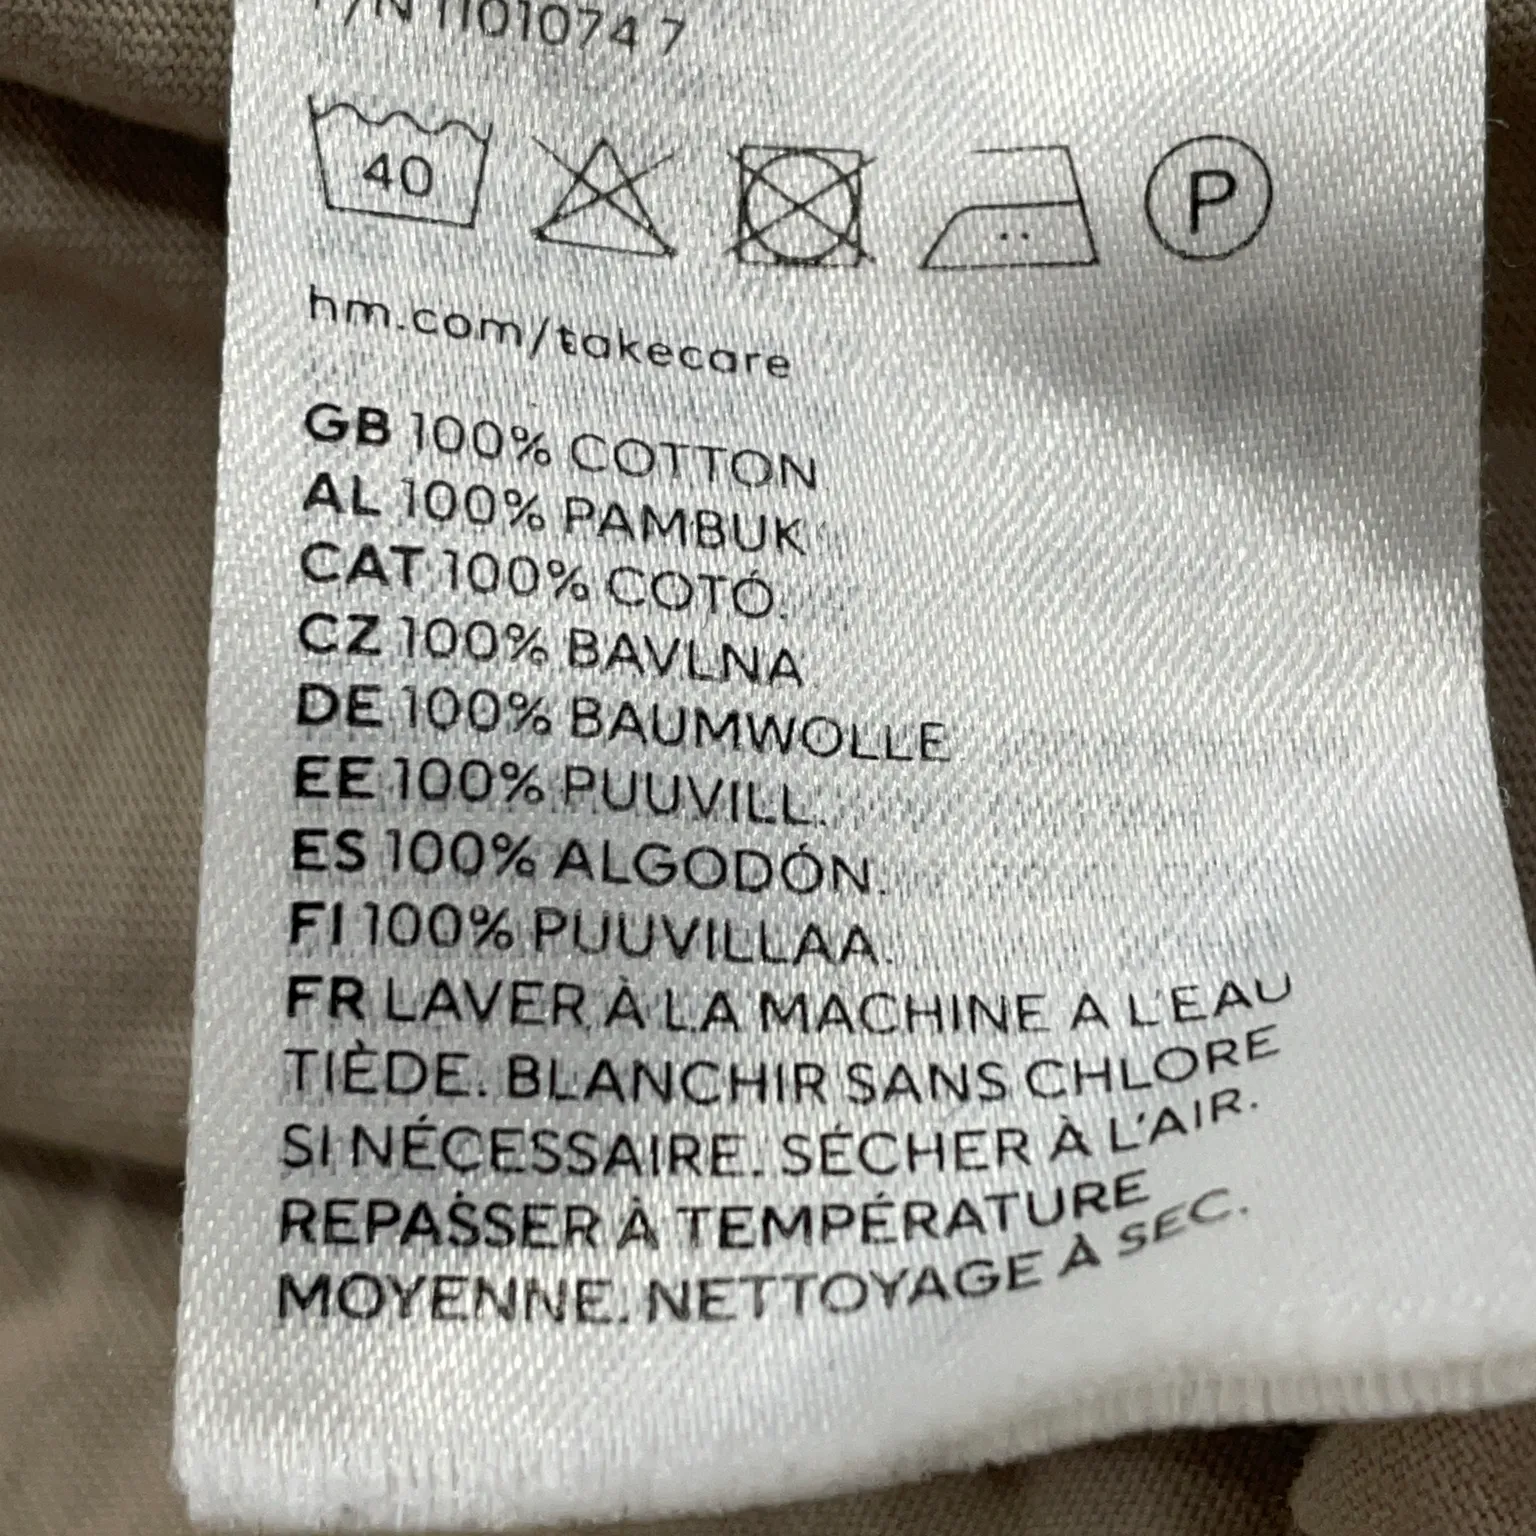 P/N 1101074 7
40
P
hm.com/takecare
GB 100% COTTON
AL 100% PAMBUK
CAT 100% COTÓ.
CZ 100% BAVLNA
DE 100% BAUMWOLLE
EE 100% PUUVILL.
ES 100% ALGODÓN.
FI 100% PUUVILLAA.
FR LAVER À LA MACHINE A L'EAU
TIÈDE. BLANCHIR SANS CHLORE
SI NÉCESSAIRE. SÉCHER À L'AIR.
REPASSER À TEMPÉRATURE
MOYENNE. NETTOYAGE À SEC.